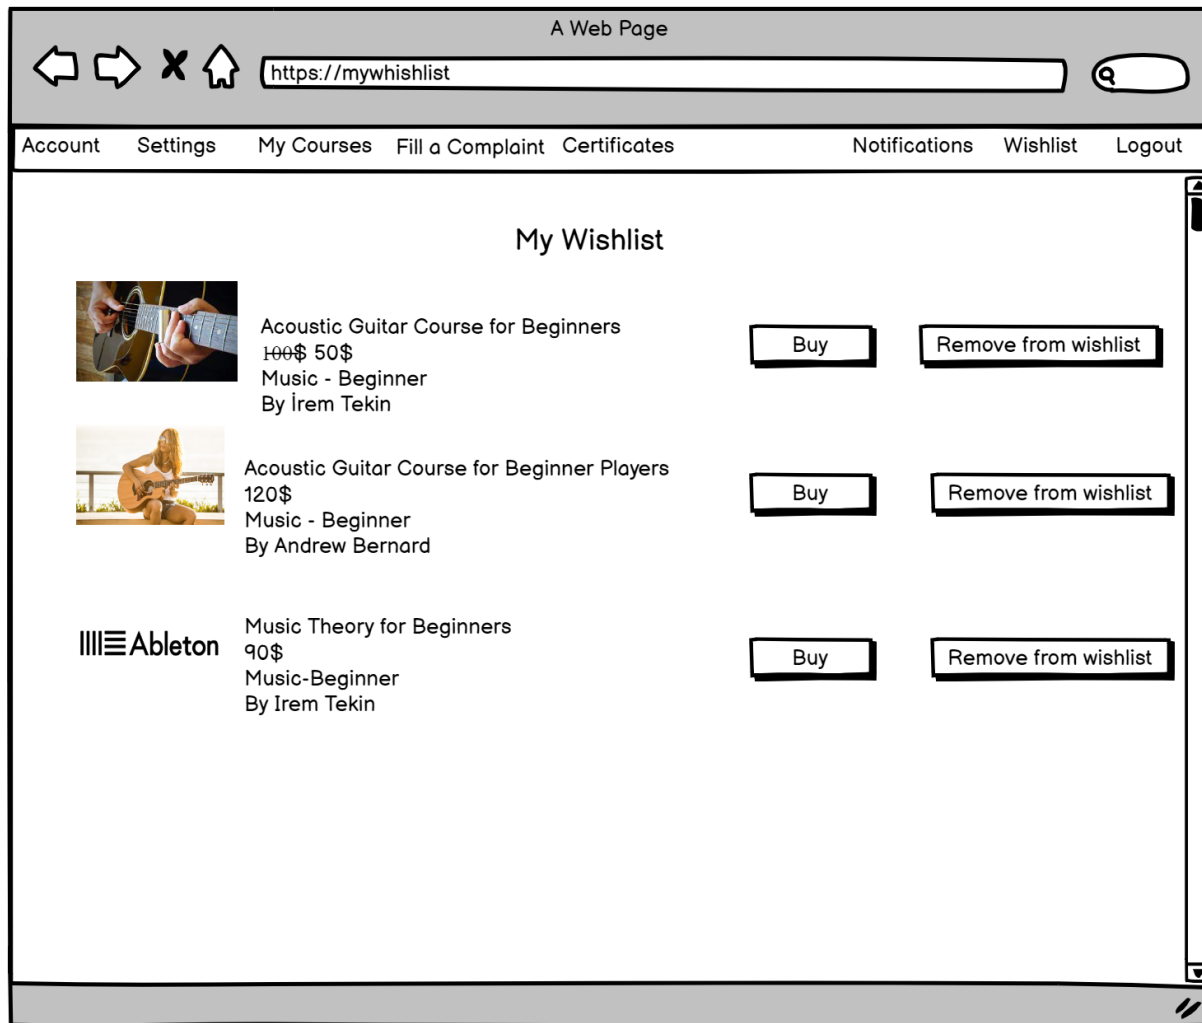 A Web Page
https://mywhishlist
Account Settings My Courses Fill a Complaint Certificates Notifications Wishlist Logout
My Wishlist
Acoustic Guitar Course for Beginners
100$ 50$
Music - Beginner
By İrem Tekin
Buy
Remove from wishlist
Acoustic Guitar Course for Beginner Players
120$
Music - Beginner
By Andrew Bernard
Buy
Remove from wishlist
Ableton
Music Theory for Beginners
90$
Music-Beginner
By Irem Tekin
Buy
Remove from wishlist